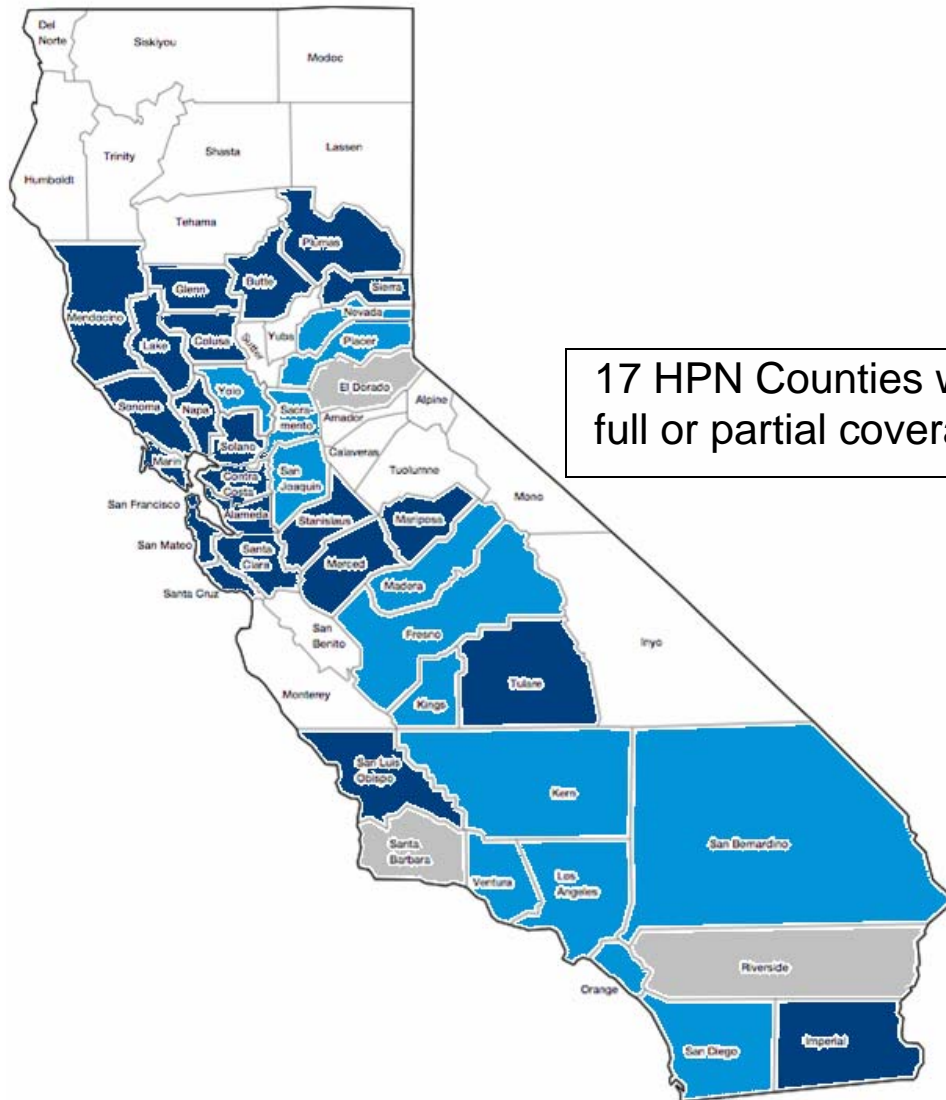 Del
Norte
Siskiyou
Modoc
Humboldt
Trinity
Shasta
Lassen
Tehama
Plumas
Mendocino
Glenn
Butte
Sierra
Nevada
Lake
Colusa
Sutter
Yuba
Placer
El Dorado
Yolo
Sonoma
Napa
Sacra-
mento
Amador
Alpine
Solano
Marin
Calaveras
Contra
Costa
San
Joaquin
Tuolumne
San Francisco
Alameda
Stanislaus
Mariposa
Mono
San Mateo
Santa
Clara
Merced
Santa Cruz
Madera
San
Benito
Fresno
Inyo
Monterey
Kings
Tulare
San Luis
Obispo
Kern
San Bernardino
Santa
Barbara
Ventura
Los
Angeles
Riverside
Orange
San Diego
Imperial
17 HPN Counties
full or partial